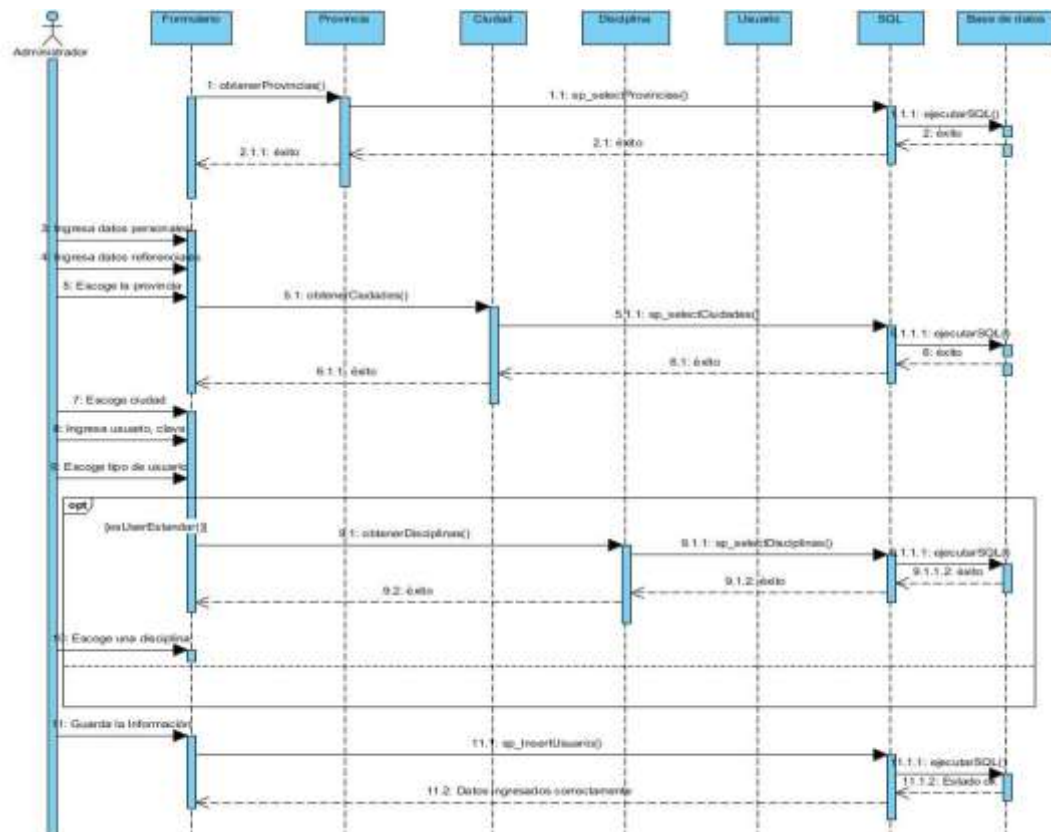 Formulario
Provincia
Ciudad
Disciplina
Usuario
SQL
Base de datos
Administrador
1: obtenerProvincias()
1.1: sp_selectProvincias()
1.1.1: ejecutarSQL()
2: éxito
2.1: éxito
2.1.1: éxito
3: Ingresa datos personales
4: Ingresa datos referenciales
5: Escoge la provincia
5.1: obtenerCiudades()
5.1.1: sp_selectCiudades()
5.1.1.1: ejecutarSQL()
6: éxito
6.1: éxito
6.1.1: éxito
7: Escoge ciudad
8: Ingresa usuario, clave
9: Escoge tipo de usuario
opt
[esUserEstandar()]
9.1: obtenerDisciplinas()
9.1.1: sp_selectDisciplinas()
9.1.1.1: ejecutarSQL()
9.1.1.2: éxito
9.1.2: éxito
9.2: éxito
10: Escoge una disciplina
11: Guarda la Información
11.1: sp_InsertUsuario()
11.1.1: ejecutarSQL()
11.1.2: Estado ok
11.2: Datos ingresados correctamente